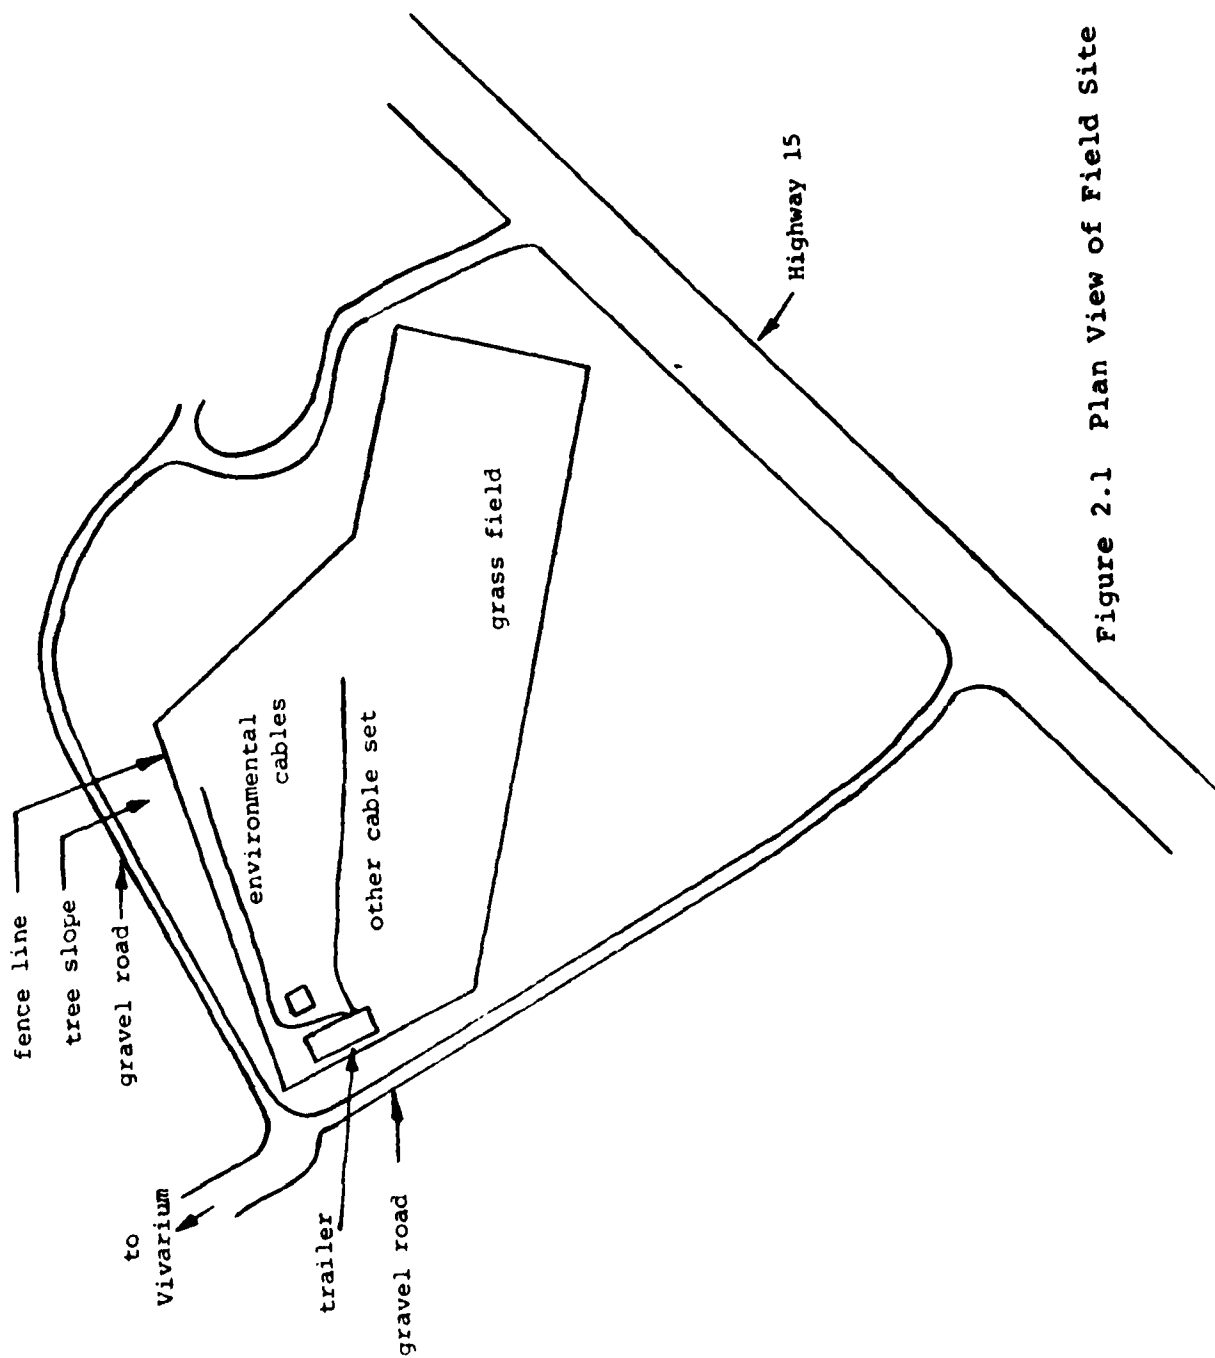 fence line
tree slope
gravel road
environmental
cables
other cable set
grass field
Highway 15
to
Vivarium
trailer
gravel road
Figure 2.1 Plan View of Field Site